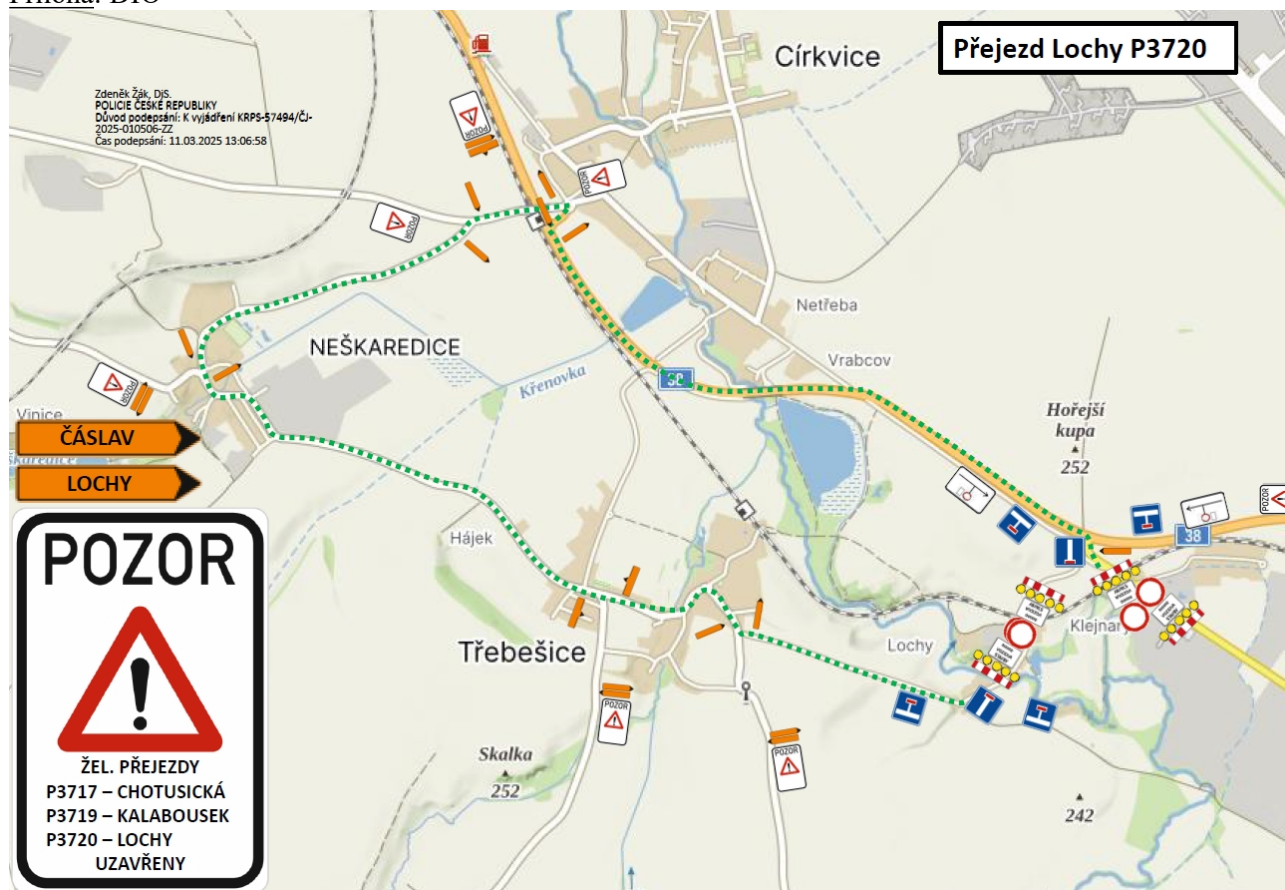 Příloha: DIO
Přejezd Lochy P3720
Církvice
Zdeněk Žák, DjS.
POLICIE ČESKÉ REPUBLIKY
Důvod podepsání: K vyjádření KRPS-57494/ČJ-
2025-010506-ZZ
Čas podepsání: 11.03.2025 13:06:58
POZOR
POZOR
POZOR
Netřeba
NEŠKAREDICE
Vrabcov
Křenovka
38
POZOR
Vinice
Hořejší
kupa
252
ČÁSLAV
LOCHY
POZOR
38
Hájek
Klejnary
Lochy
Třebešice
POZOR
POZOR
Skalka
252
242
POZOR
ŽEL. PŘEJEZDY
P3717 – CHOTUSICKÁ
P3719 – KALABOUSEK
P3720 – LOCHY
UZAVŘENY